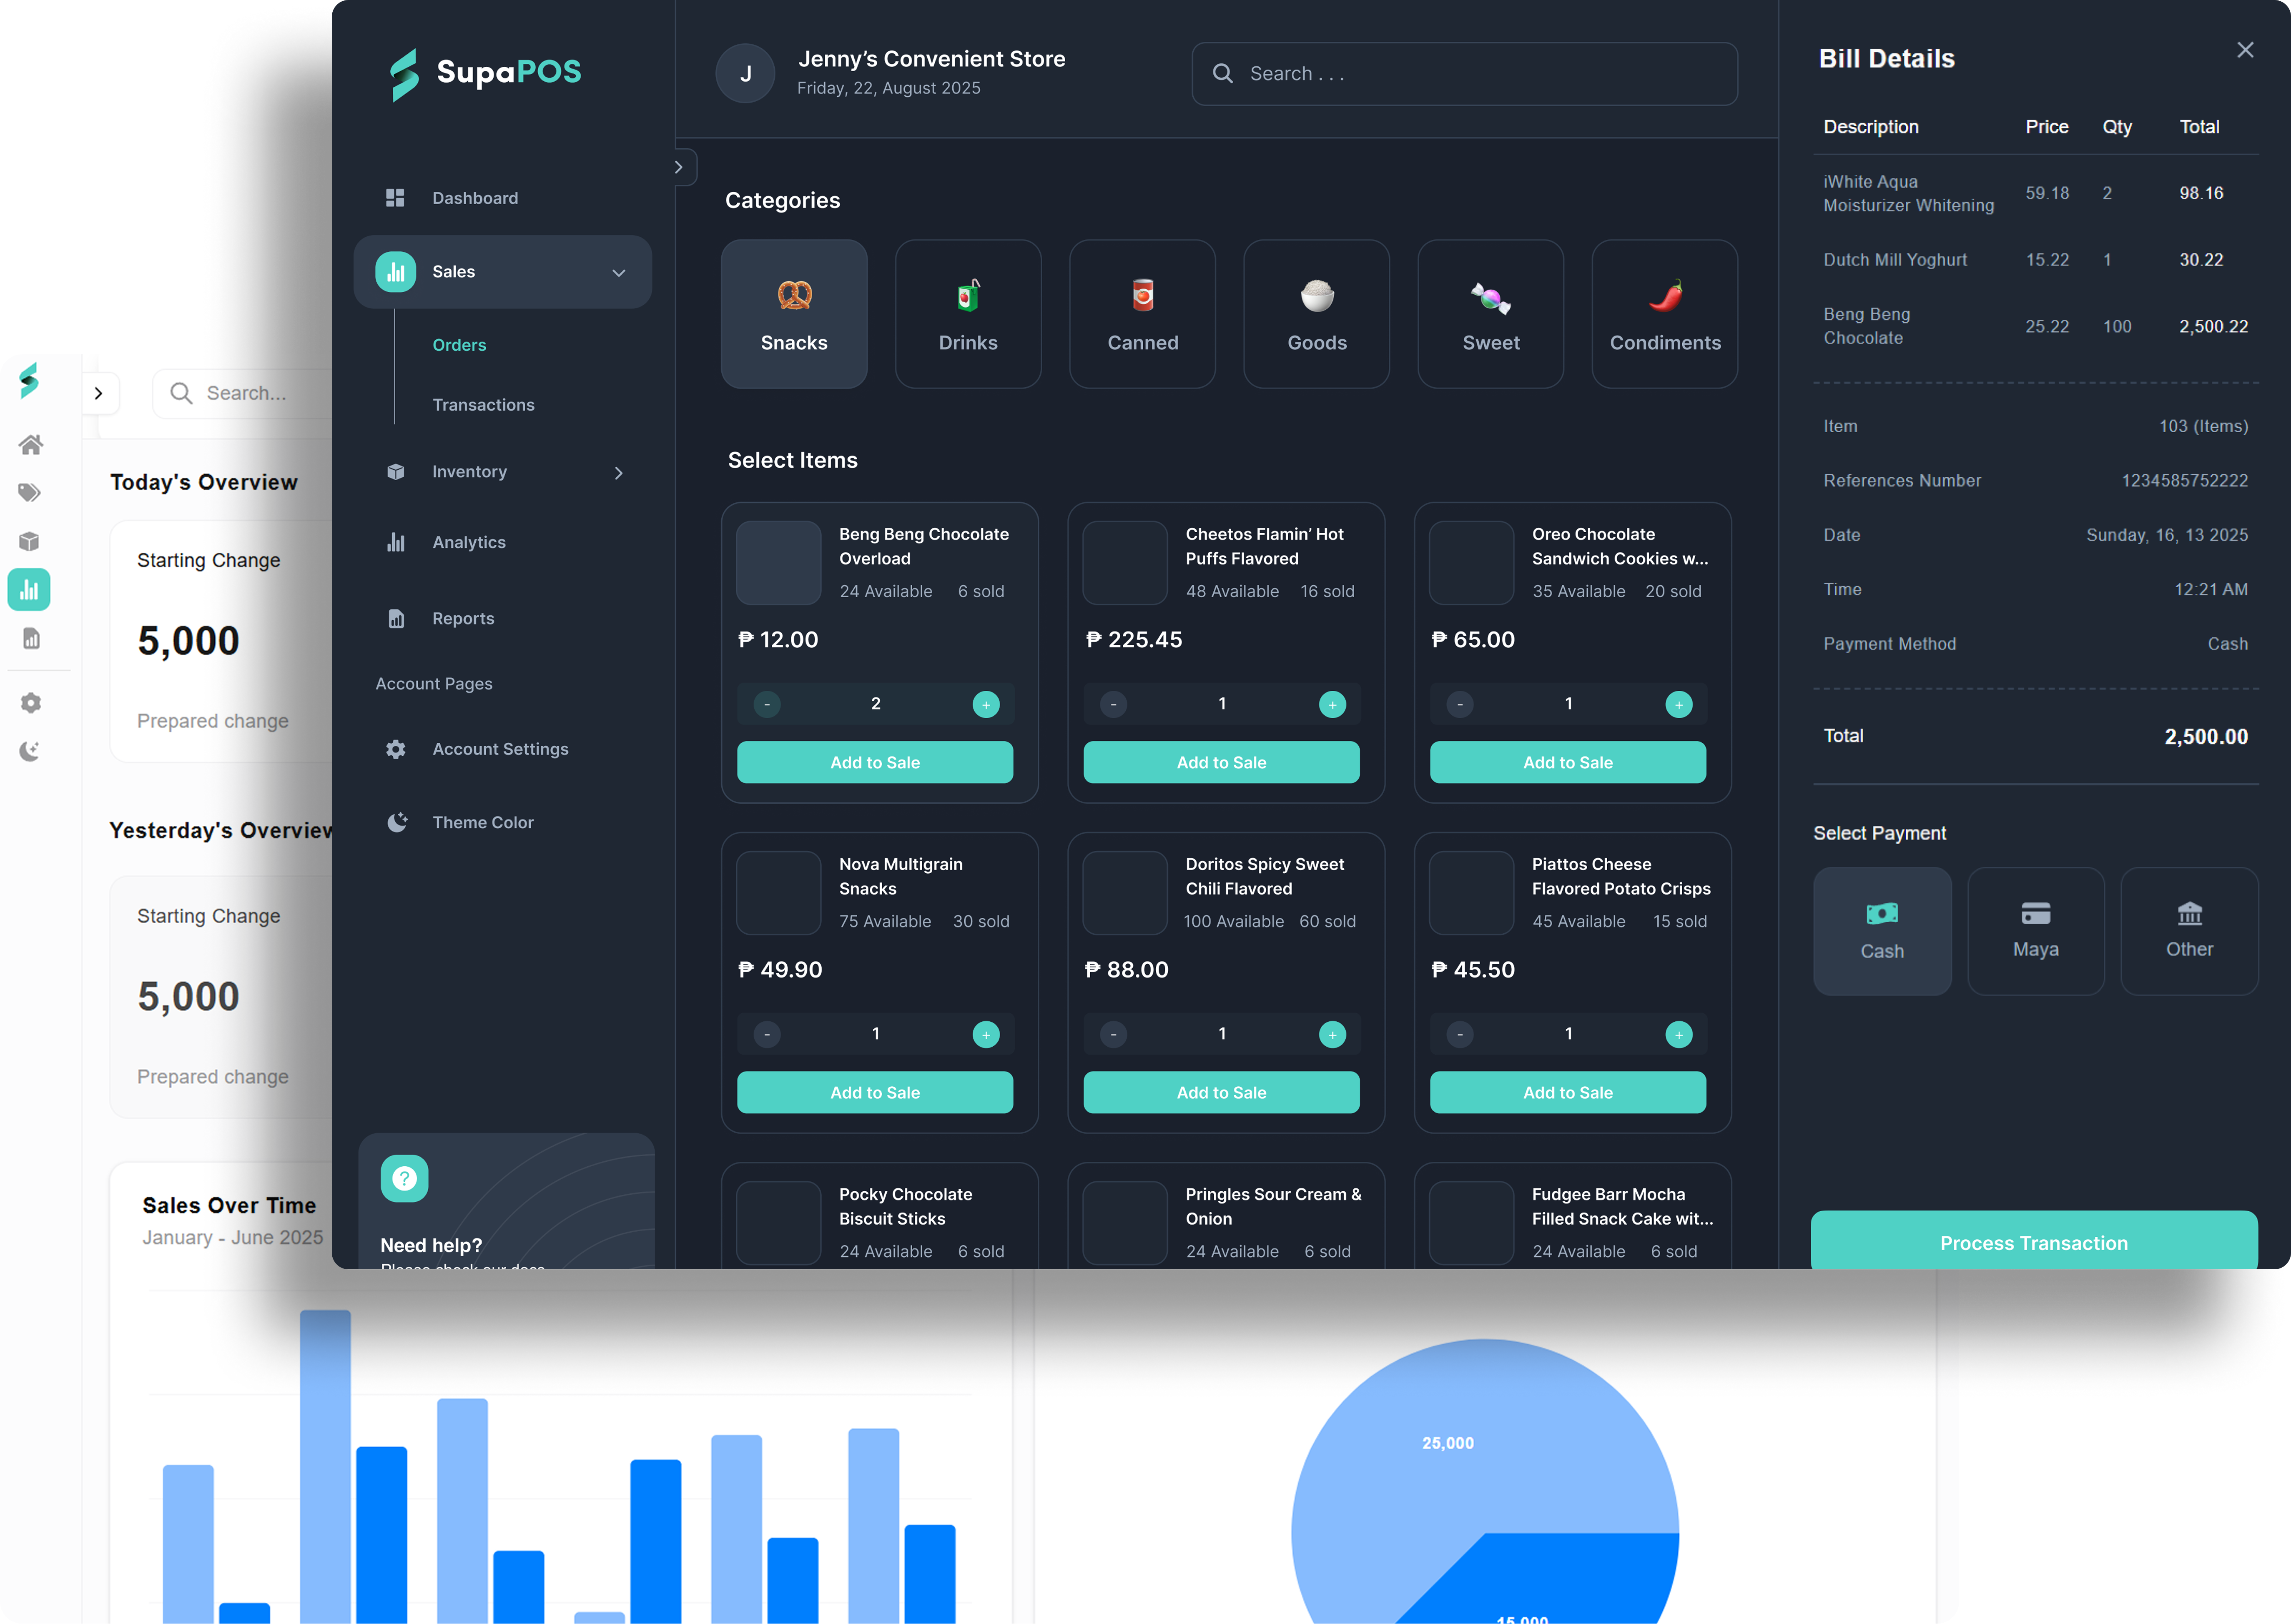 SupaPOS
Dashboard
Sales
Orders
Transactions
Inventory
Analytics
Reports
Account Pages
Account Settings
Theme Color
?
Need help?
Please check our docs
J
Jenny’s Convenient Store
Friday, 22, August 2025
Search . . .
Categories
Snacks
Drinks
Canned
Goods
Sweet
Condiments
Select Items
Beng Beng Chocolate
Overload
24 Available 6 sold
₱ 12.00
- 2 +
Add to Sale
Cheetos Flamin’ Hot
Puffs Flavored
48 Available 16 sold
₱ 225.45
- 1 +
Add to Sale
Oreo Chocolate
Sandwich Cookies w...
35 Available 20 sold
₱ 65.00
- 1 +
Add to Sale
Nova Multigrain
Snacks
75 Available 30 sold
₱ 49.90
- 1 +
Add to Sale
Doritos Spicy Sweet
Chili Flavored
100 Available 60 sold
₱ 88.00
- 1 +
Add to Sale
Piattos Cheese
Flavored Potato Crisps
45 Available 15 sold
₱ 45.50
- 1 +
Add to Sale
Pocky Chocolate
Biscuit Sticks
24 Available 6 sold
Pringles Sour Cream &
Onion
24 Available 6 sold
Fudgee Barr Mocha
Filled Snack Cake wit...
24 Available 6 sold
Bill Details
Description Price Qty Total
iWhite Aqua
Moisturizer Whitening 59.18 2 98.16
Dutch Mill Yoghurt 15.22 1 30.22
Beng Beng
Chocolate 25.22 100 2,500.22
Item 103 (Items)
References Number 1234585752222
Date Sunday, 16, 13 2025
Time 12:21 AM
Payment Method Cash
Total 2,500.00
Select Payment
Cash
Maya
Other
Process Transaction
Search...
Today's Overview
Starting Change
5,000
Prepared change
Yesterday's Overview
Starting Change
5,000
Prepared change
Sales Over Time
January - June 2025
25,000
15,000